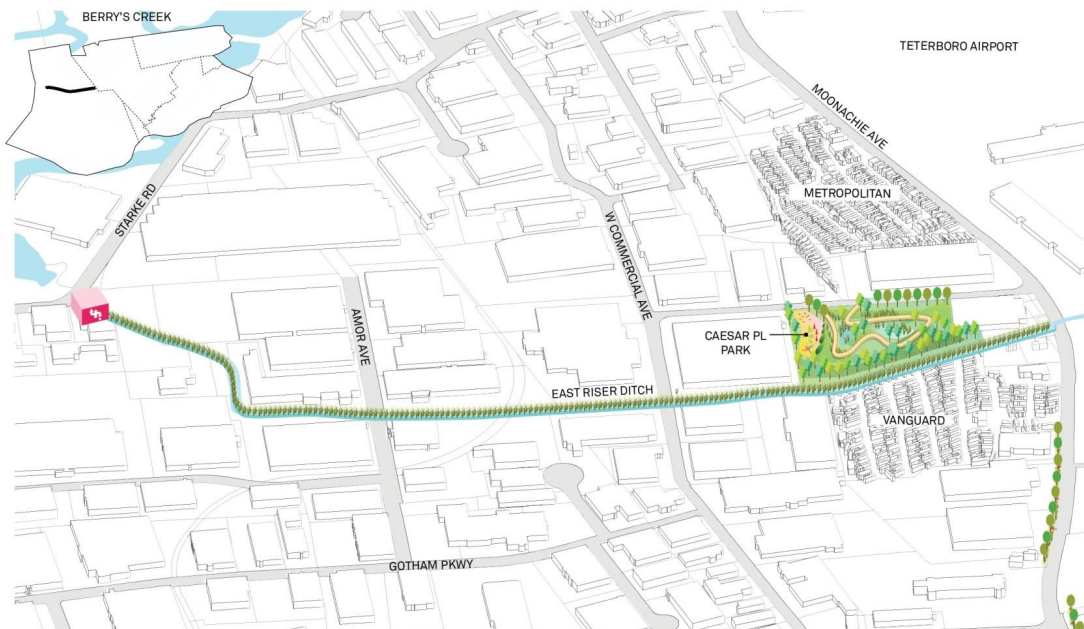 BERRY'S CREEK
TETERBORO AIRPORT
MOONACHIE AVE
METROPOLITAN
STARKE RD
W COMMERCIAL AVE
AMOR AVE
CAESAR PL
PARK
EAST RISER DITCH
VANGUARD
GOTHAM PKWY